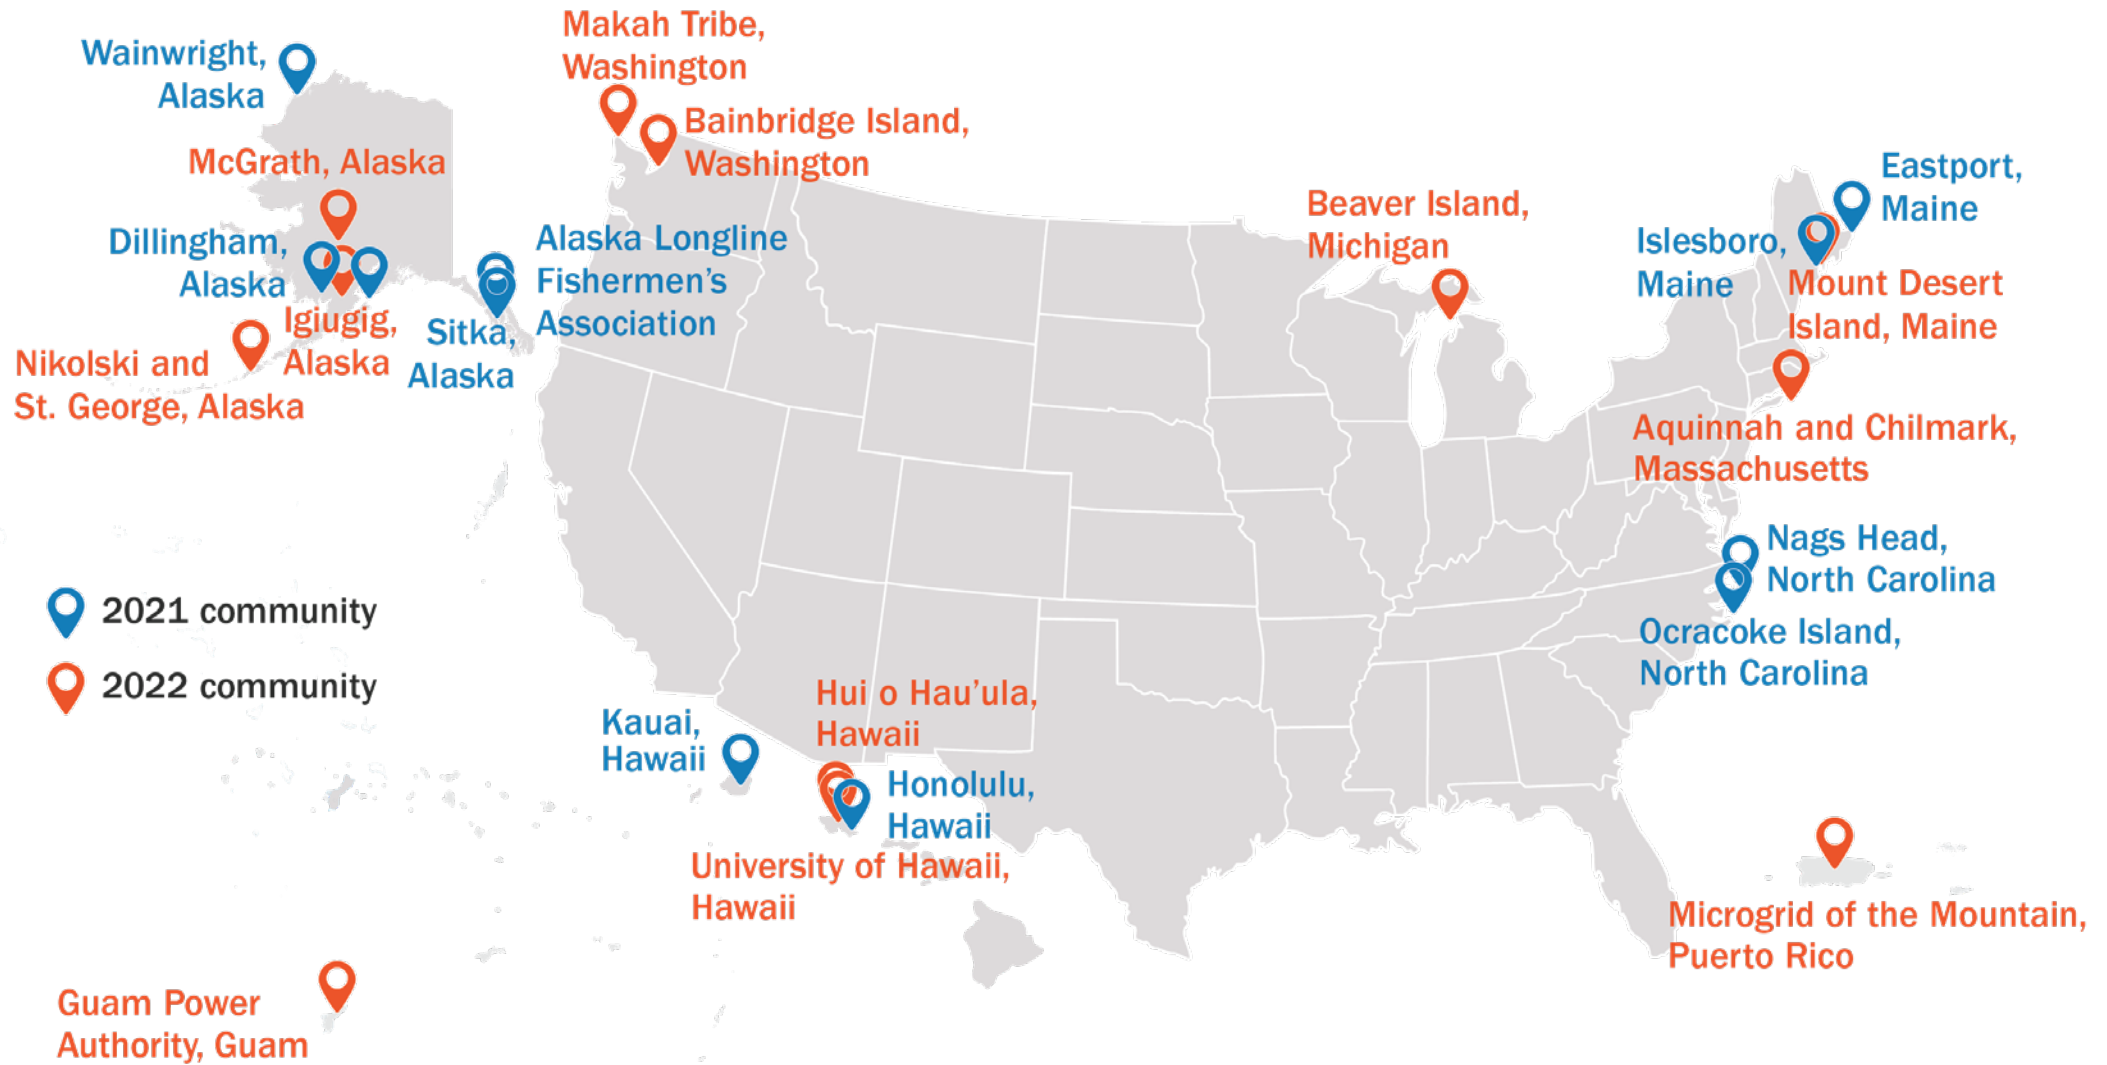 Makah Tribe,
Washington
Wainwright,
Alaska
Bainbridge Island,
Washington
McGrath, Alaska
Eastport,
Maine
Beaver Island,
Michigan
Dillingham,
Alaska
Alaska Longline
Fishermen's
Association
Islesboro,
Maine
Mount Desert
Island, Maine
Igiugig,
Alaska
Sitka,
Alaska
Nikolski and
St. George, Alaska
Aquinnah and Chilmark,
Massachusetts
Nags Head,
North Carolina
2021 community
2022 community
Ocracoke Island,
North Carolina
Hui o Hau'ula,
Hawaii
Kauai,
Hawaii
Honolulu,
Hawaii
University of Hawaii,
Hawaii
Microgrid of the Mountain,
Puerto Rico
Guam Power
Authority, Guam